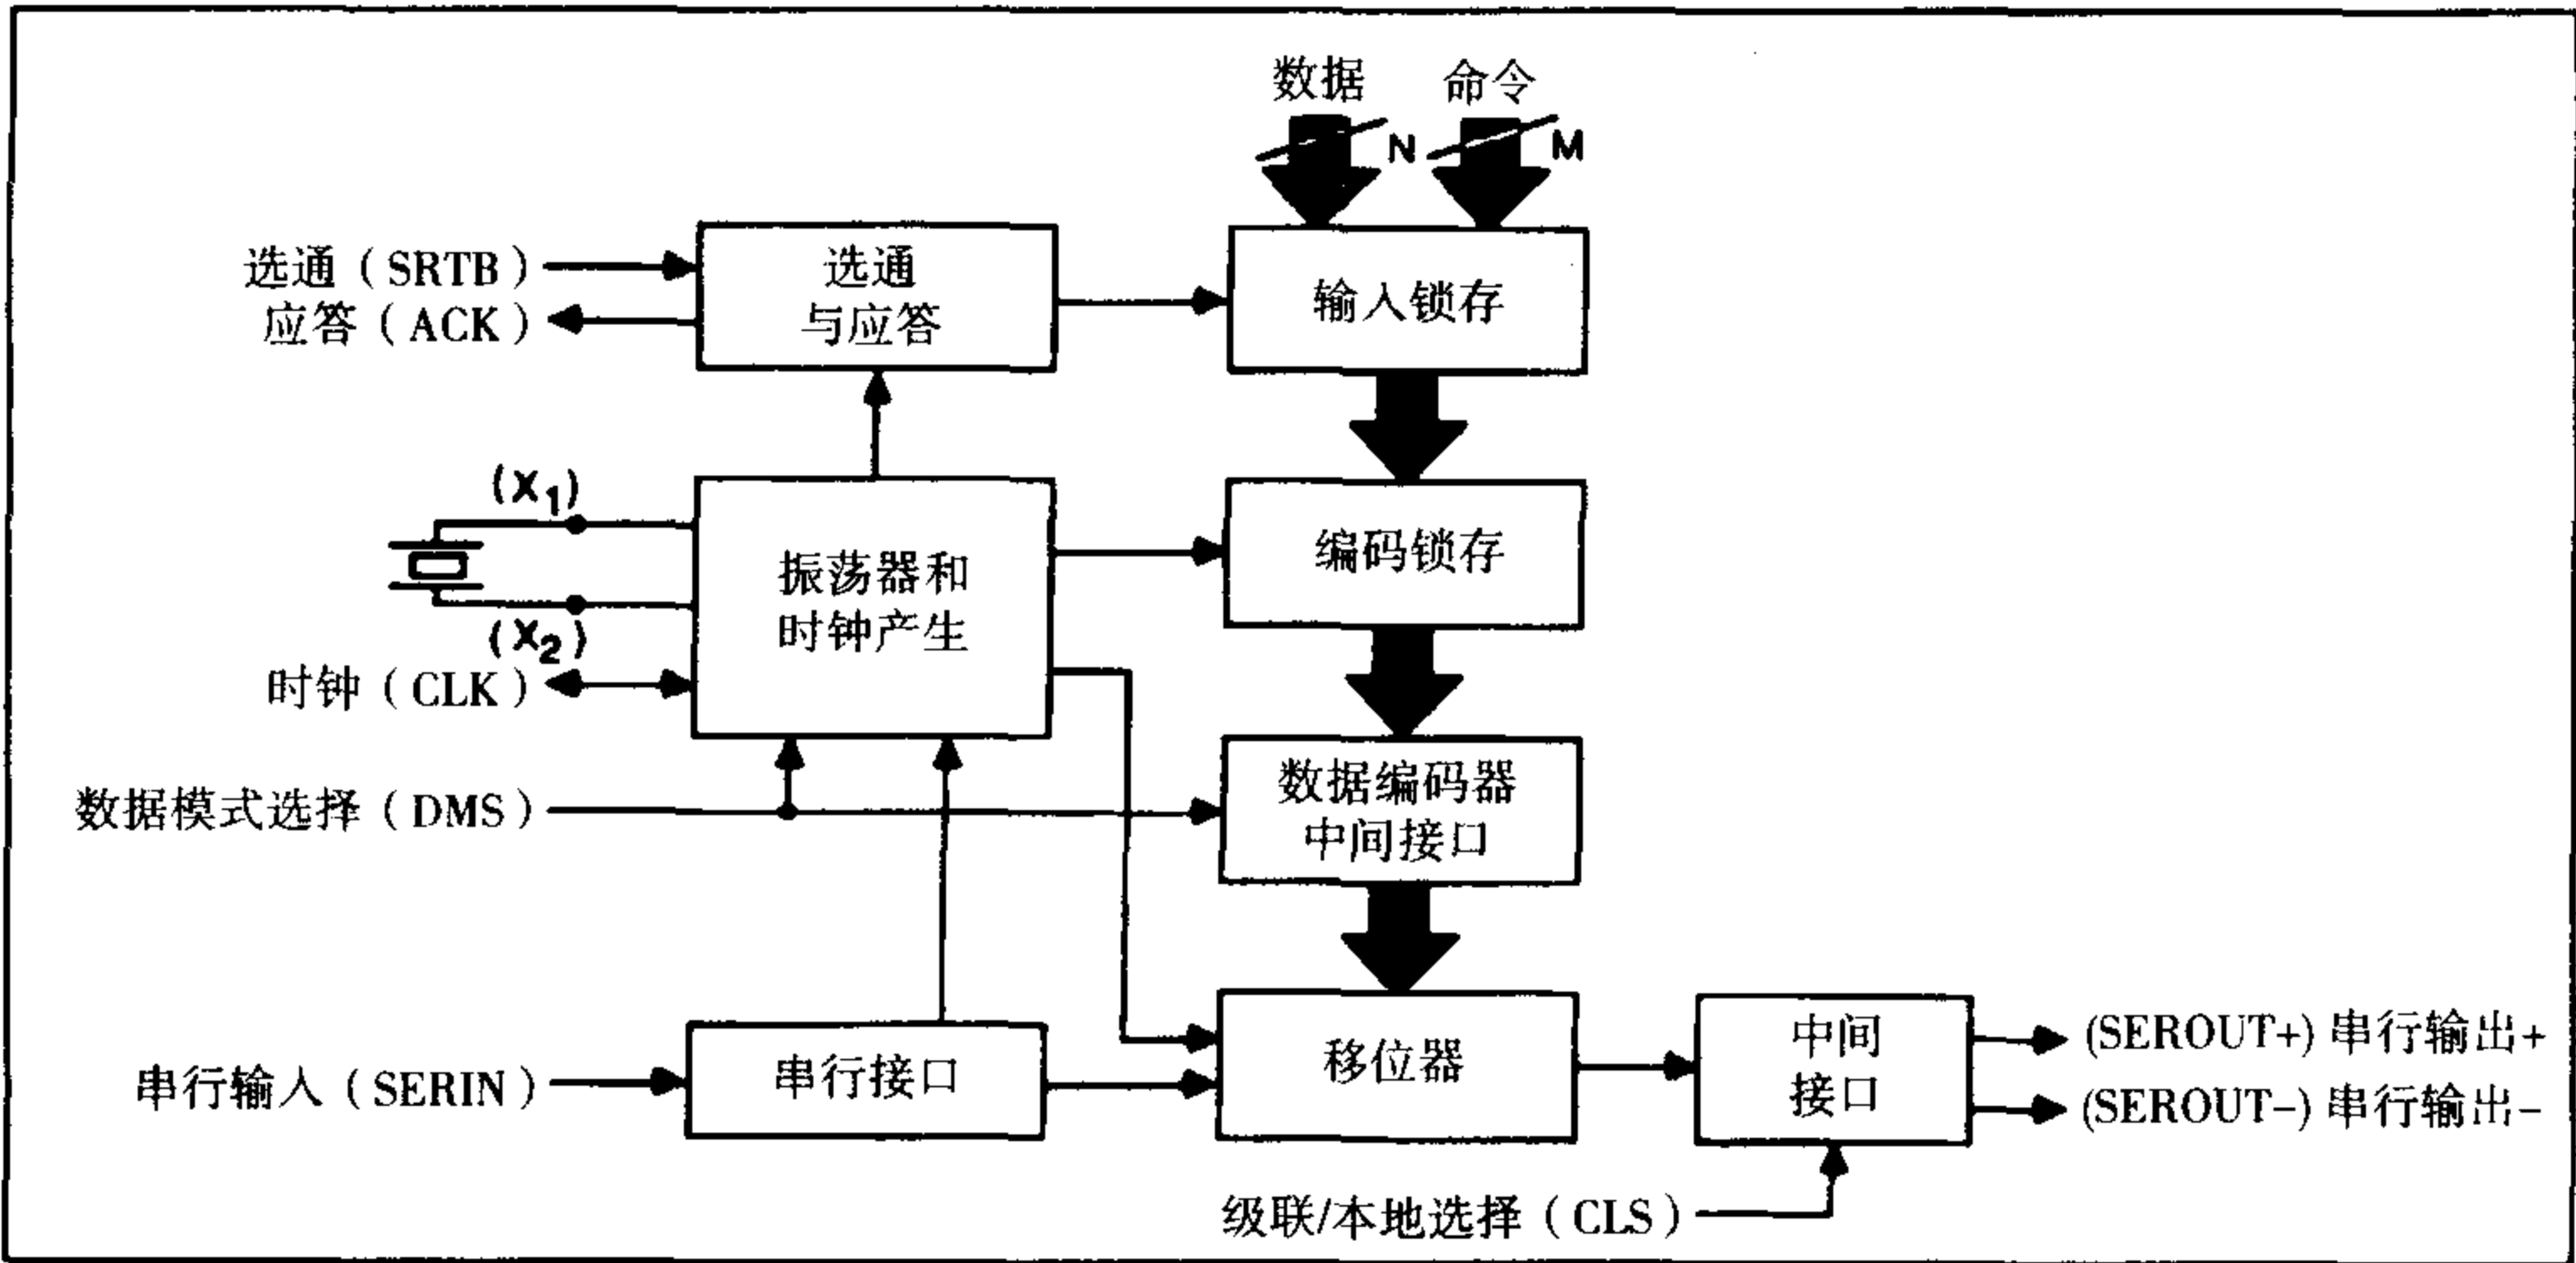 数据 命令
N M
选通（SRTB）
应答（ACK）
选通
与应答
输入锁存
(X1)
(X2)
时钟（CLK）
振荡器和
时钟产生
编码锁存
数据模式选择（DMS）
数据编码器
中间接口
串行输入（SERIN）
串行接口
移位器
中间
接口
(SEROUT+) 串行输出+
(SEROUT-) 串行输出-
级联/本地选择（CLS）